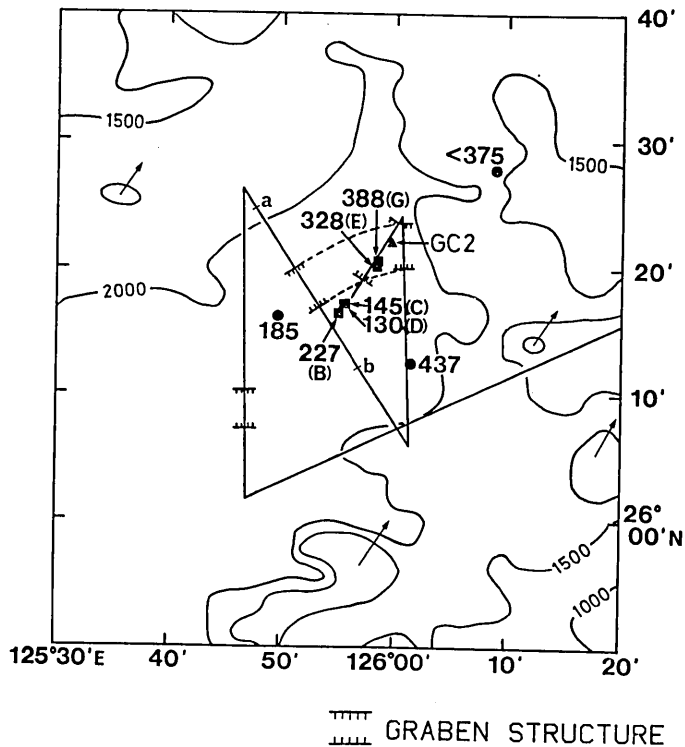 40'
1500
30'
<375
1500
388(G)
a
328(E)
GC2
20'
2000
145(C)
185
130(D)
227
(B)
b
437
10'
26°
00'N
1500
1000
125°30'E
40'
50'
126°00'
10'
20'
GRABEN STRUCTURE